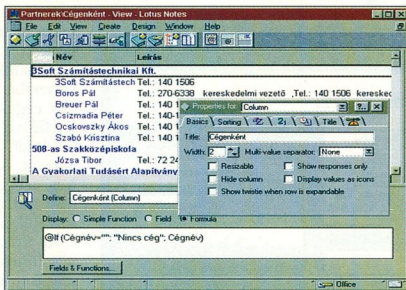 Partnerek\Cégenként - View - Lotus Notes
File Edit View Create Design Window Help
Név Leírás
3Soft Számítástechnikai Kft.
3Soft Számítástech Tel.: 140 1506
Boros Pál Tel.: 270-6338 kereskedelmi vezető ,Tel.: 140 1506
Breuer Pál Tel.: 140 1
Csizmadia Péter Tel.: 140-1
Ocskovszky Ákos Tel.: 140 1
Szabó Krisztina Tel.: 140 1
508-as Szakközépiskola
Józsa Tibor Tel.: 72 24
A Gyakorlati Tudásért Alapítvány
Properties for: Column
Basics Sorting Title
Title: Cégenként
Width: 2 Multi-value separator: None
Resizable Show responses only
Hide column Display values as icons
Show twistie when row is expandable
Define: Cégenként (Column)
Display: Simple Function Field Formula
@If (Cégnév=""; "Nincs cég"; Cégnév)
Fields & Functions...
Office